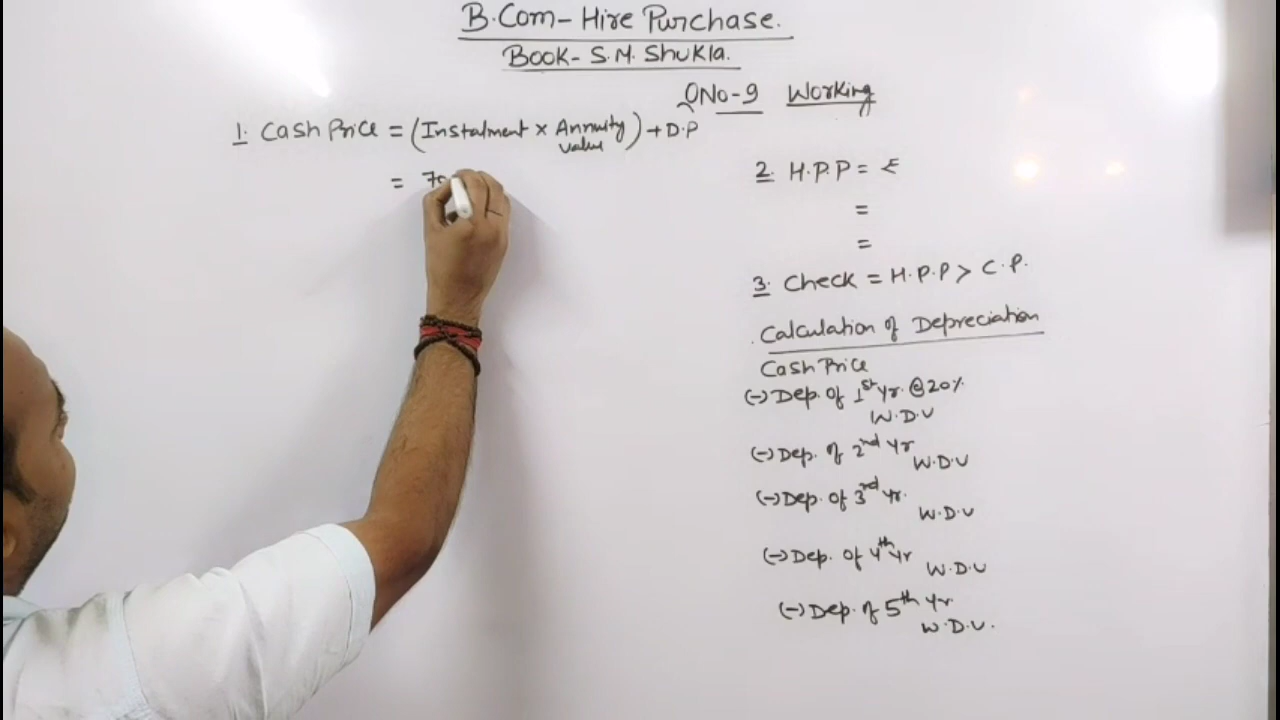 B.Com- Hire Purchase.
Book- S.M. Shukla.
QNo-9 Working
1. Cash Price = (Instalment × Annuity value) + D.P
= 70
2. H.P.P = ₹
=
=
3. Check = H.P.P > C.P.
Calculation of Depreciation
Cash Price
(-) Dep. of 1st Yr. @20%
W.D.V
(-) Dep. of 2nd Yr
W.D.V
(-) Dep. of 3rd Yr.
W.D.V
(-) Dep. of 4th Yr
W.D.V
(-) Dep. of 5th Yr
W.D.V.